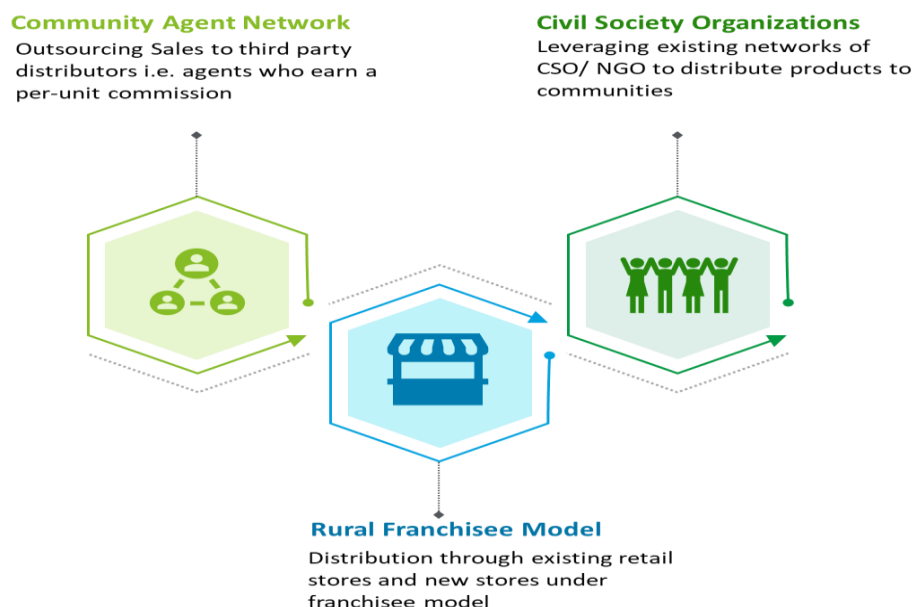 Community Agent Network
Outsourcing Sales to third party
distributors i.e. agents who earn a
per-unit commission
Civil Society Organizations
Leveraging existing networks of
CSO/ NGO to distribute products to
communities
Rural Franchisee Model
Distribution through existing retail
stores and new stores under
franchisee model